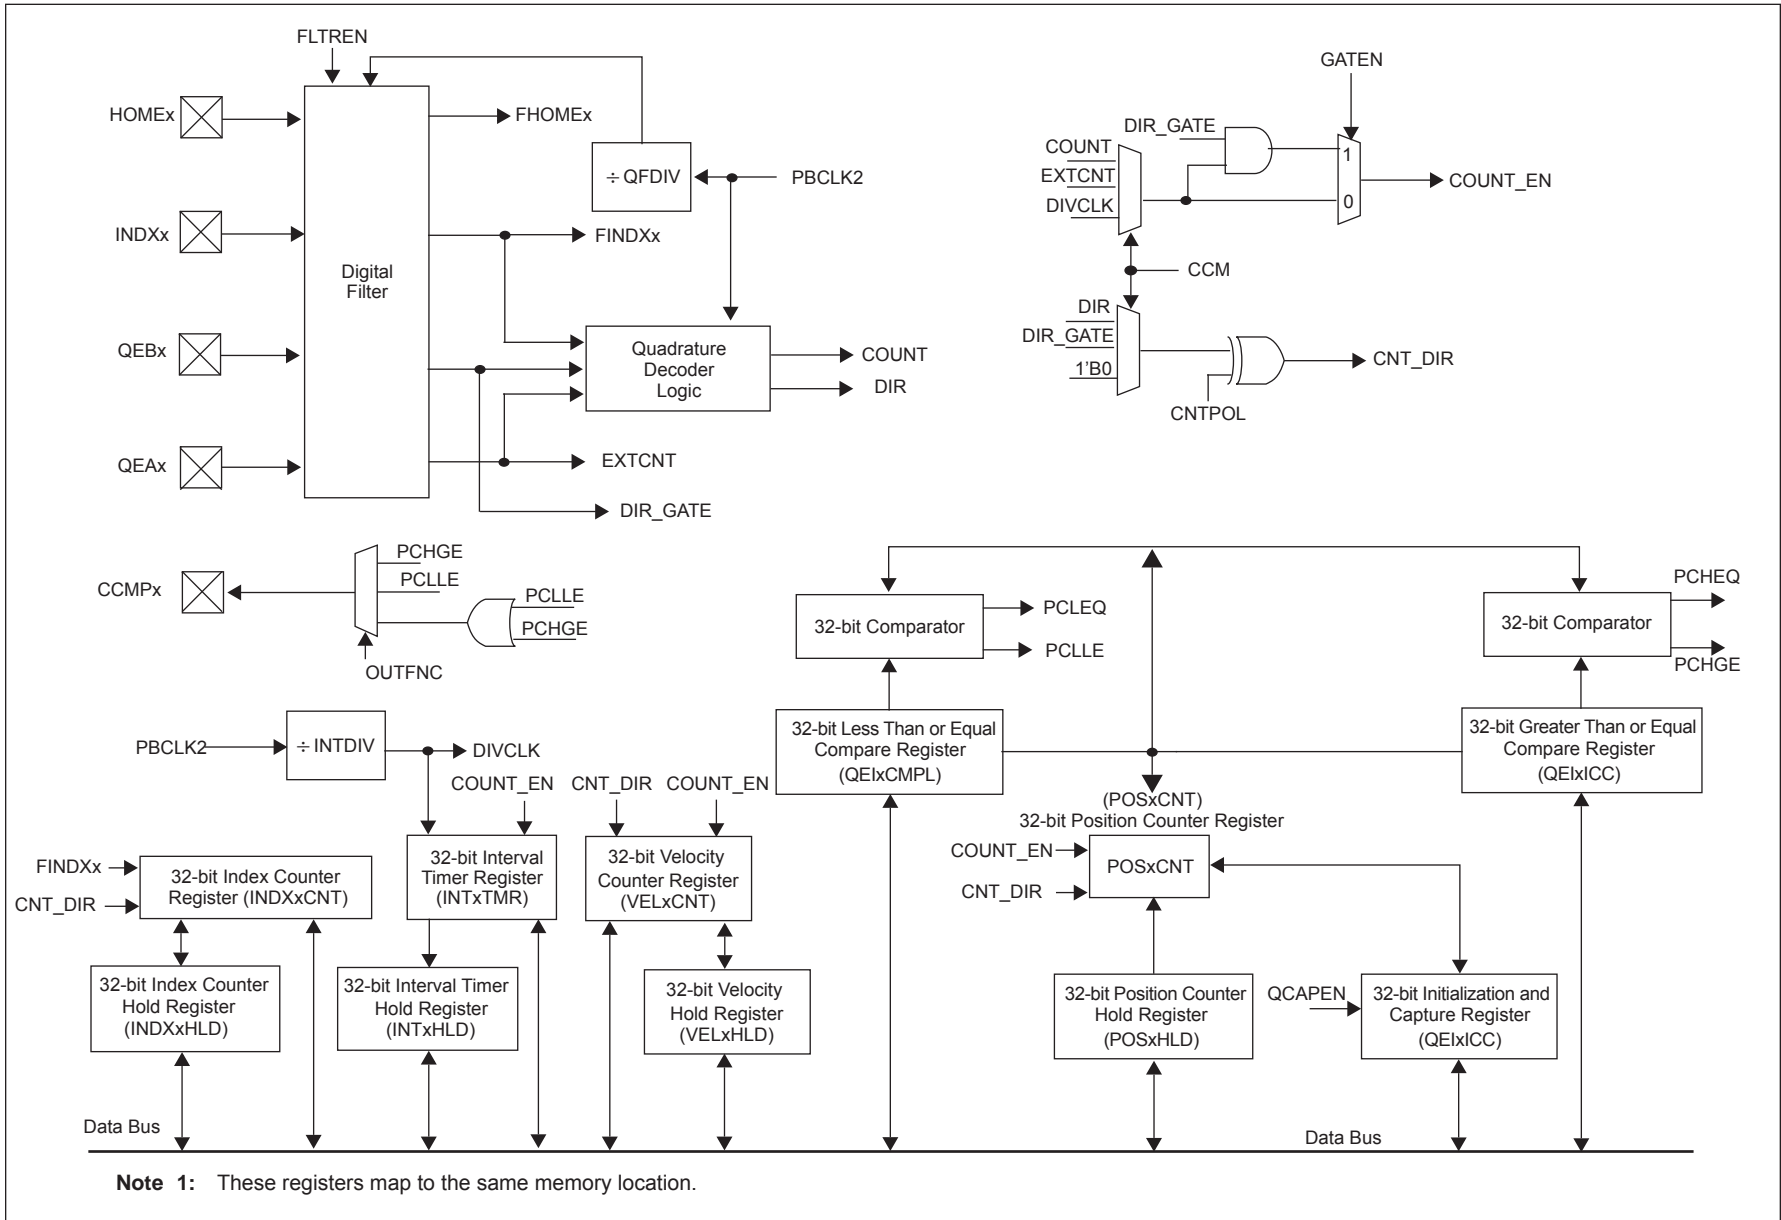 FLTREN
HOMEx
FHOMEx
÷ QFDIV
PBCLK2
INDXx
FINDXx
Digital
Filter
QEBx
Quadrature
Decoder
Logic
COUNT
DIR
QEAx
EXTCNT
DIR_GATE
GATEN
DIR_GATE
COUNT
EXTCNT
DIVCLK
1
0
COUNT_EN
CCM
DIR
DIR_GATE
1'B0
CNT_DIR
CNTPOL
CCMPx
PCHGE
PCLLE
PCLLE
PCHGE
OUTFNC
32-bit Comparator
PCLEQ
PCLLE
32-bit Comparator
PCHEQ
PCHGE
PBCLK2
÷ INTDIV
DIVCLK
32-bit Less Than or Equal
Compare Register
(QEIxCMPL)
32-bit Greater Than or Equal
Compare Register
(QEIxICC)
COUNT_EN
CNT_DIR
COUNT_EN
(POSxCNT)
32-bit Position Counter Register
FINDXx
CNT_DIR
32-bit Index Counter
Register (INDXxCNT)
32-bit Interval
Timer Register
(INTxTMR)
32-bit Velocity
Counter Register
(VELxCNT)
COUNT_EN
CNT_DIR
POSxCNT
32-bit Index Counter
Hold Register
(INDXxHLD)
32-bit Interval Timer
Hold Register
(INTxHLD)
32-bit Velocity
Hold Register
(VELxHLD)
32-bit Position Counter
Hold Register
(POSxHLD)
QCAPEN
32-bit Initialization and
Capture Register
(QEIxICC)
Data Bus
Data Bus
Note 1: These registers map to the same memory location.